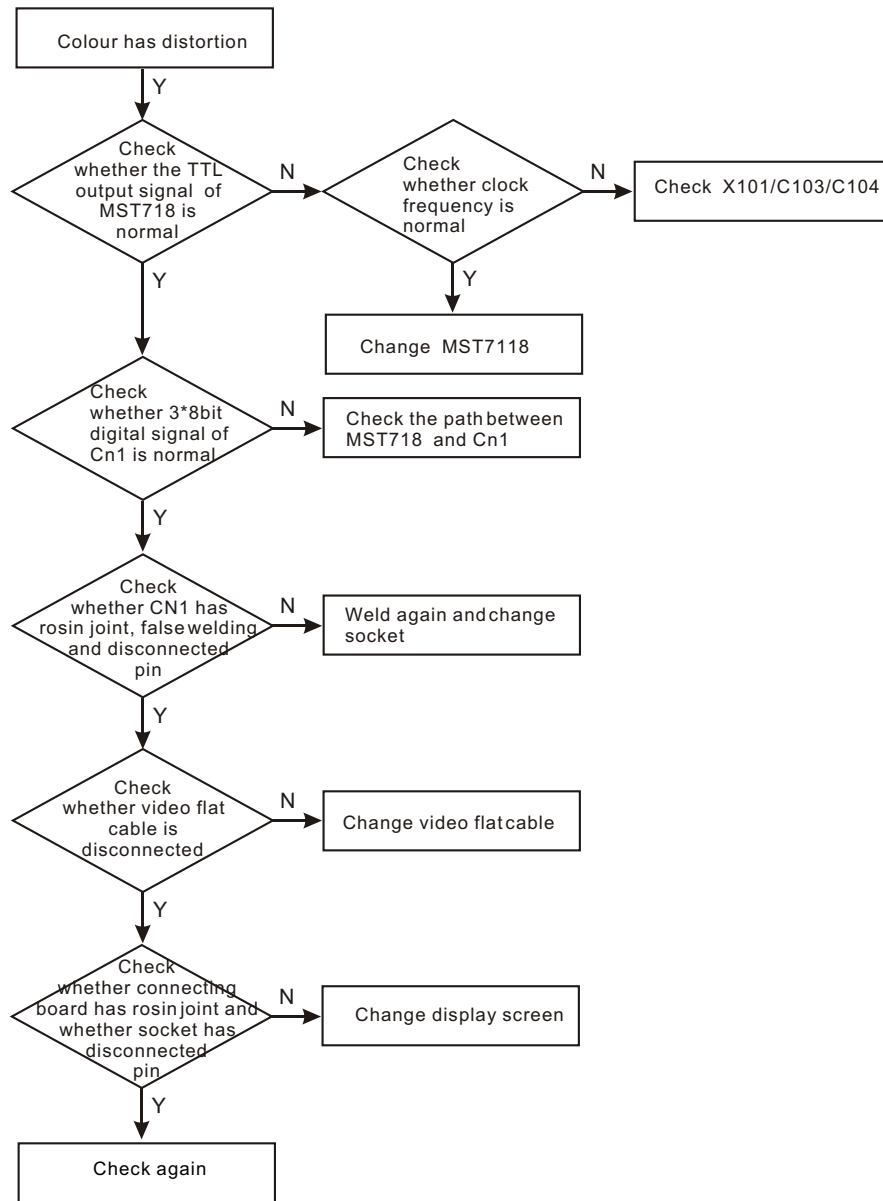 Colour has distortion
Y
Check
whether the TTL
output signal of
MST718 is
normal
N
Check
whether clock
frequency is
normal
N
Check X101/C103/C104
Y
Y
Change MST7118
Check
whether 3*8bit
digital signal of
Cn1 is normal
N
Check the path between
MST718 and Cn1
Y
Check
whether CN1 has
rosin joint, false welding
and disconnected
pin
N
Weld again and change
socket
Y
Check
whether video flat
cable is
disconnected
N
Change video flat cable
Y
Check
whether connecting
board has rosin joint and
whether socket has
disconnected
pin
N
Change display screen
Y
Check again